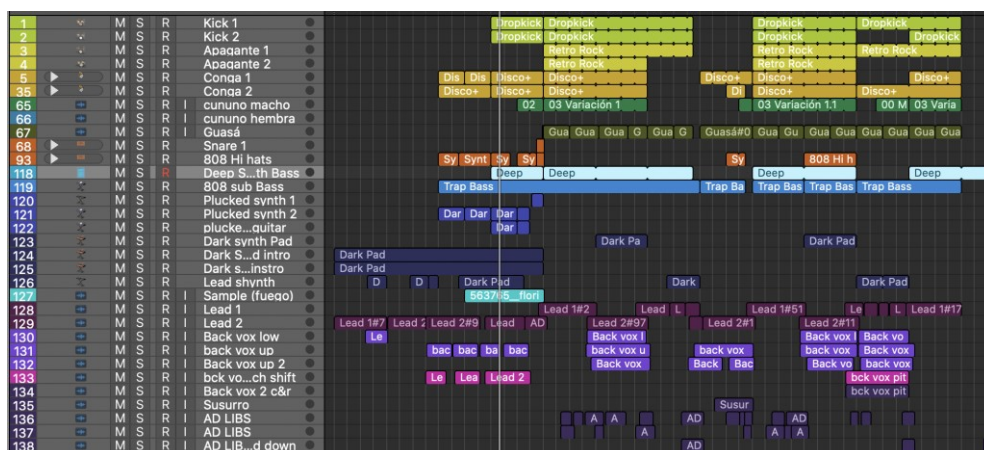 1 M S R Kick 1 Dropkick Dropkick Dropkick Dropkick
2 M S R Kick 2 Dropkick Dropkick Dropkick Dropkick
3 M S R Apagante 1 Retro Rock Retro Rock Retro Rock
4 M S R Apagante 2 Retro Rock Retro Rock
5 M S R Conga 1 Dis Dis Disco+ Disco+ Disco+ Disco+ Disco+
35 M S R Conga 2 Disco+ Disco+ Disco+ Di Disco+ Disco+
65 M S R I cununo macho 02 03 Variación 1 03 Variación 1.1 00 M 03 Varia
66 M S R I cununo hembra
67 M S R I Guasá Gua Gua Gua G Gua G Guasá#0 Gua Gu Gua Gua Gua Gua Gua Gua
68 M S R Snare 1
93 M S R 808 Hi hats Sy Synt Sy Sy Sy 808 Hi h
118 M S R Deep S...th Bass Deep Deep Deep Deep
119 M S R 808 sub Bass Trap Bass Trap Ba Trap Bas Trap Bas Trap Bass
120 M S R Plucked synth 1
121 M S R Plucked synth 2 Dar Dar Dar
122 M S R plucke...guitar Dar
123 M S R Dark synth Pad Dark Pa Dark Pad
124 M S R Dark S...d intro Dark Pad
125 M S R Dark s...instro Dark Pad
126 M S R Lead shynth D D Dark Pad Dark Dark Pad
127 M S R I Sample (fuego) 563765__flori
128 M S R I Lead 1 Lead 1#2 Lead L Lead 1#51 Le L Lead 1#17
129 M S R I Lead 2 Lead 1#7 Lead 2 Lead 2#9 Lead AD Lead 2#97 Lead 2#1 Lead 2#11
130 M S R I Back vox low Le Back vox l Back vox l Back vo
131 M S R I back vox up bac bac ba bac back vox u back vox back vox back vox
132 M S R I Back vox up 2 Back vox Back Bac Back vo back vox
133 M S R I bck vo...ch shift Le Lea Lead 2 bck vox pit
134 M S R I Back vox 2 c&r bck vox pit
135 M S R I Susurro Susur
136 M S R I AD LIBS A A AD AD
137 M S R I AD LIBS A A A
138 M S R I AD LIB...d down AD